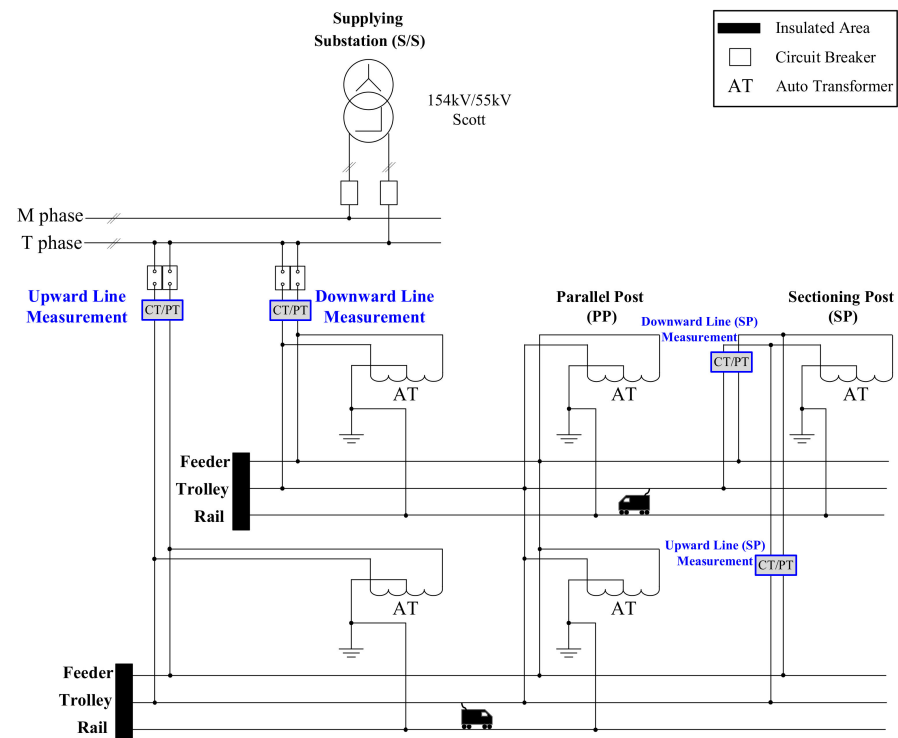 Supplying
Substation (S/S)
154kV/55kV
Scott
Insulated Area
Circuit Breaker
AT Auto Transformer
M phase
T phase
Upward Line
Measurement
CT/PT
CT/PT
Downward Line
Measurement
Parallel Post
(PP)
Sectioning Post
(SP)
Downward Line (SP)
Measurement
CT/PT
AT
AT
AT
Feeder
Trolley
Rail
Upward Line (SP)
Measurement
CT/PT
AT
AT
Feeder
Trolley
Rail